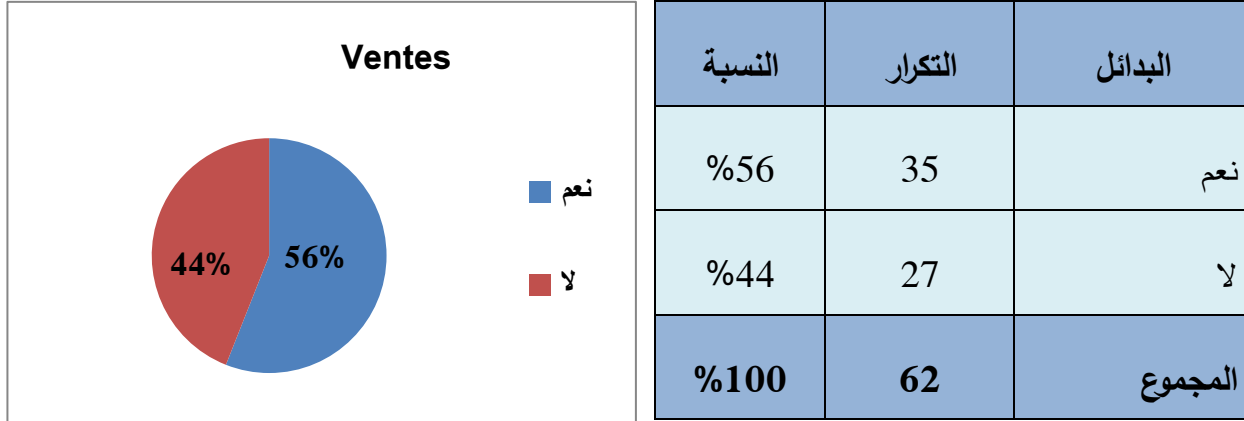 Ventes
نعم
لا
56%
44%
البدائل التكرار النسبة
نعم 35 %56
لا 27 %44
المجموع 62 %100